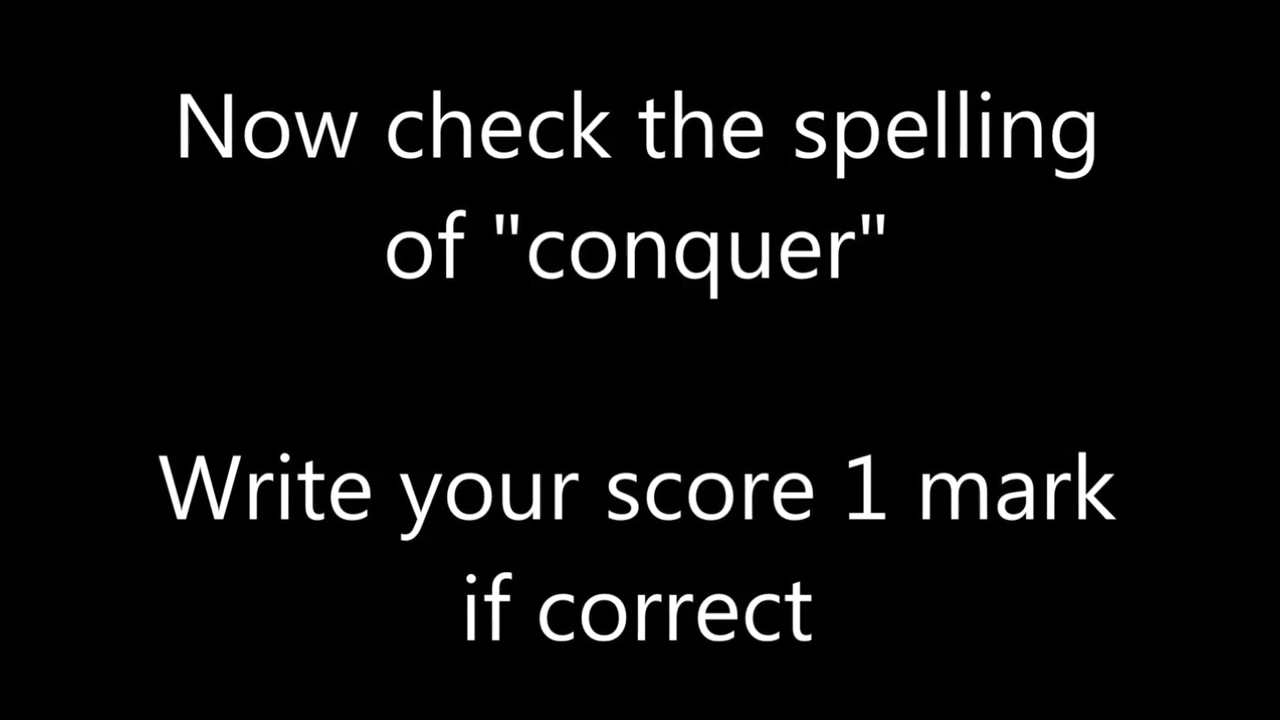 Now check the spelling
of "conquer"
Write your score 1 mark
if correct